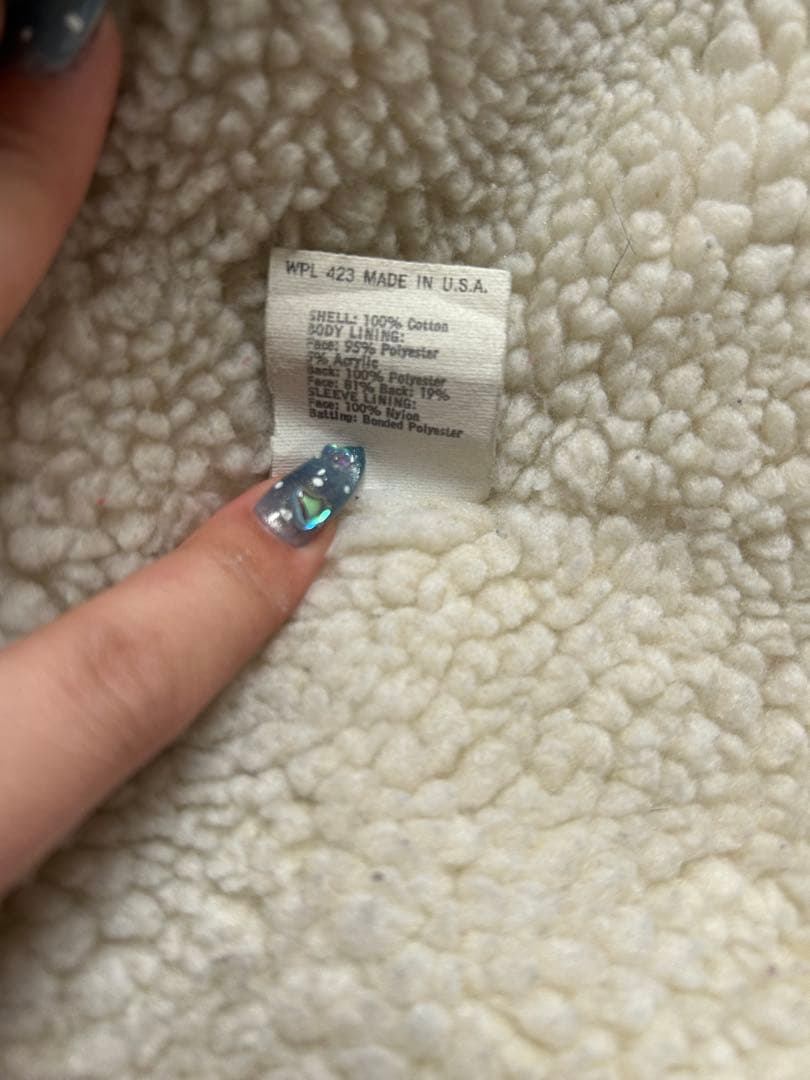 WPL 423 MADE IN U.S.A.
SHELL: 100% Cotton
BODY LINING:
Face: 95% Polyester
5% Acrylic
Back: 100% Polyester
Face: 81% Back: 19%
SLEEVE LINING:
Face: 100% Nylon
Batting: Bonded Polyester